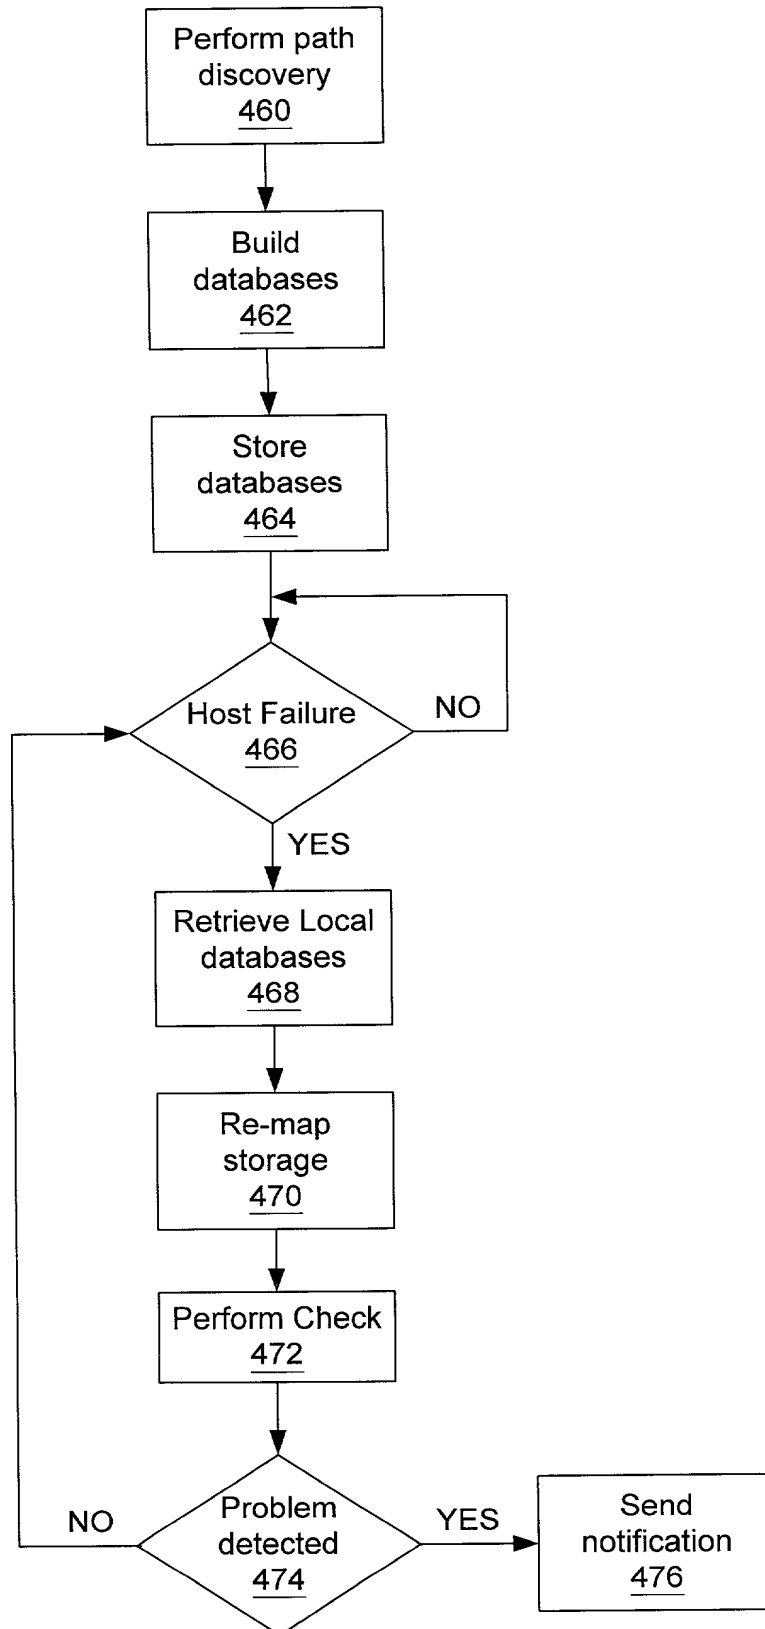 Perform path
discovery
460
Build
databases
462
Store
databases
464
Host Failure
466
NO
YES
Retrieve Local
databases
468
Re-map
storage
470
Perform Check
472
Problem
detected
474
NO
YES
Send
notification
476